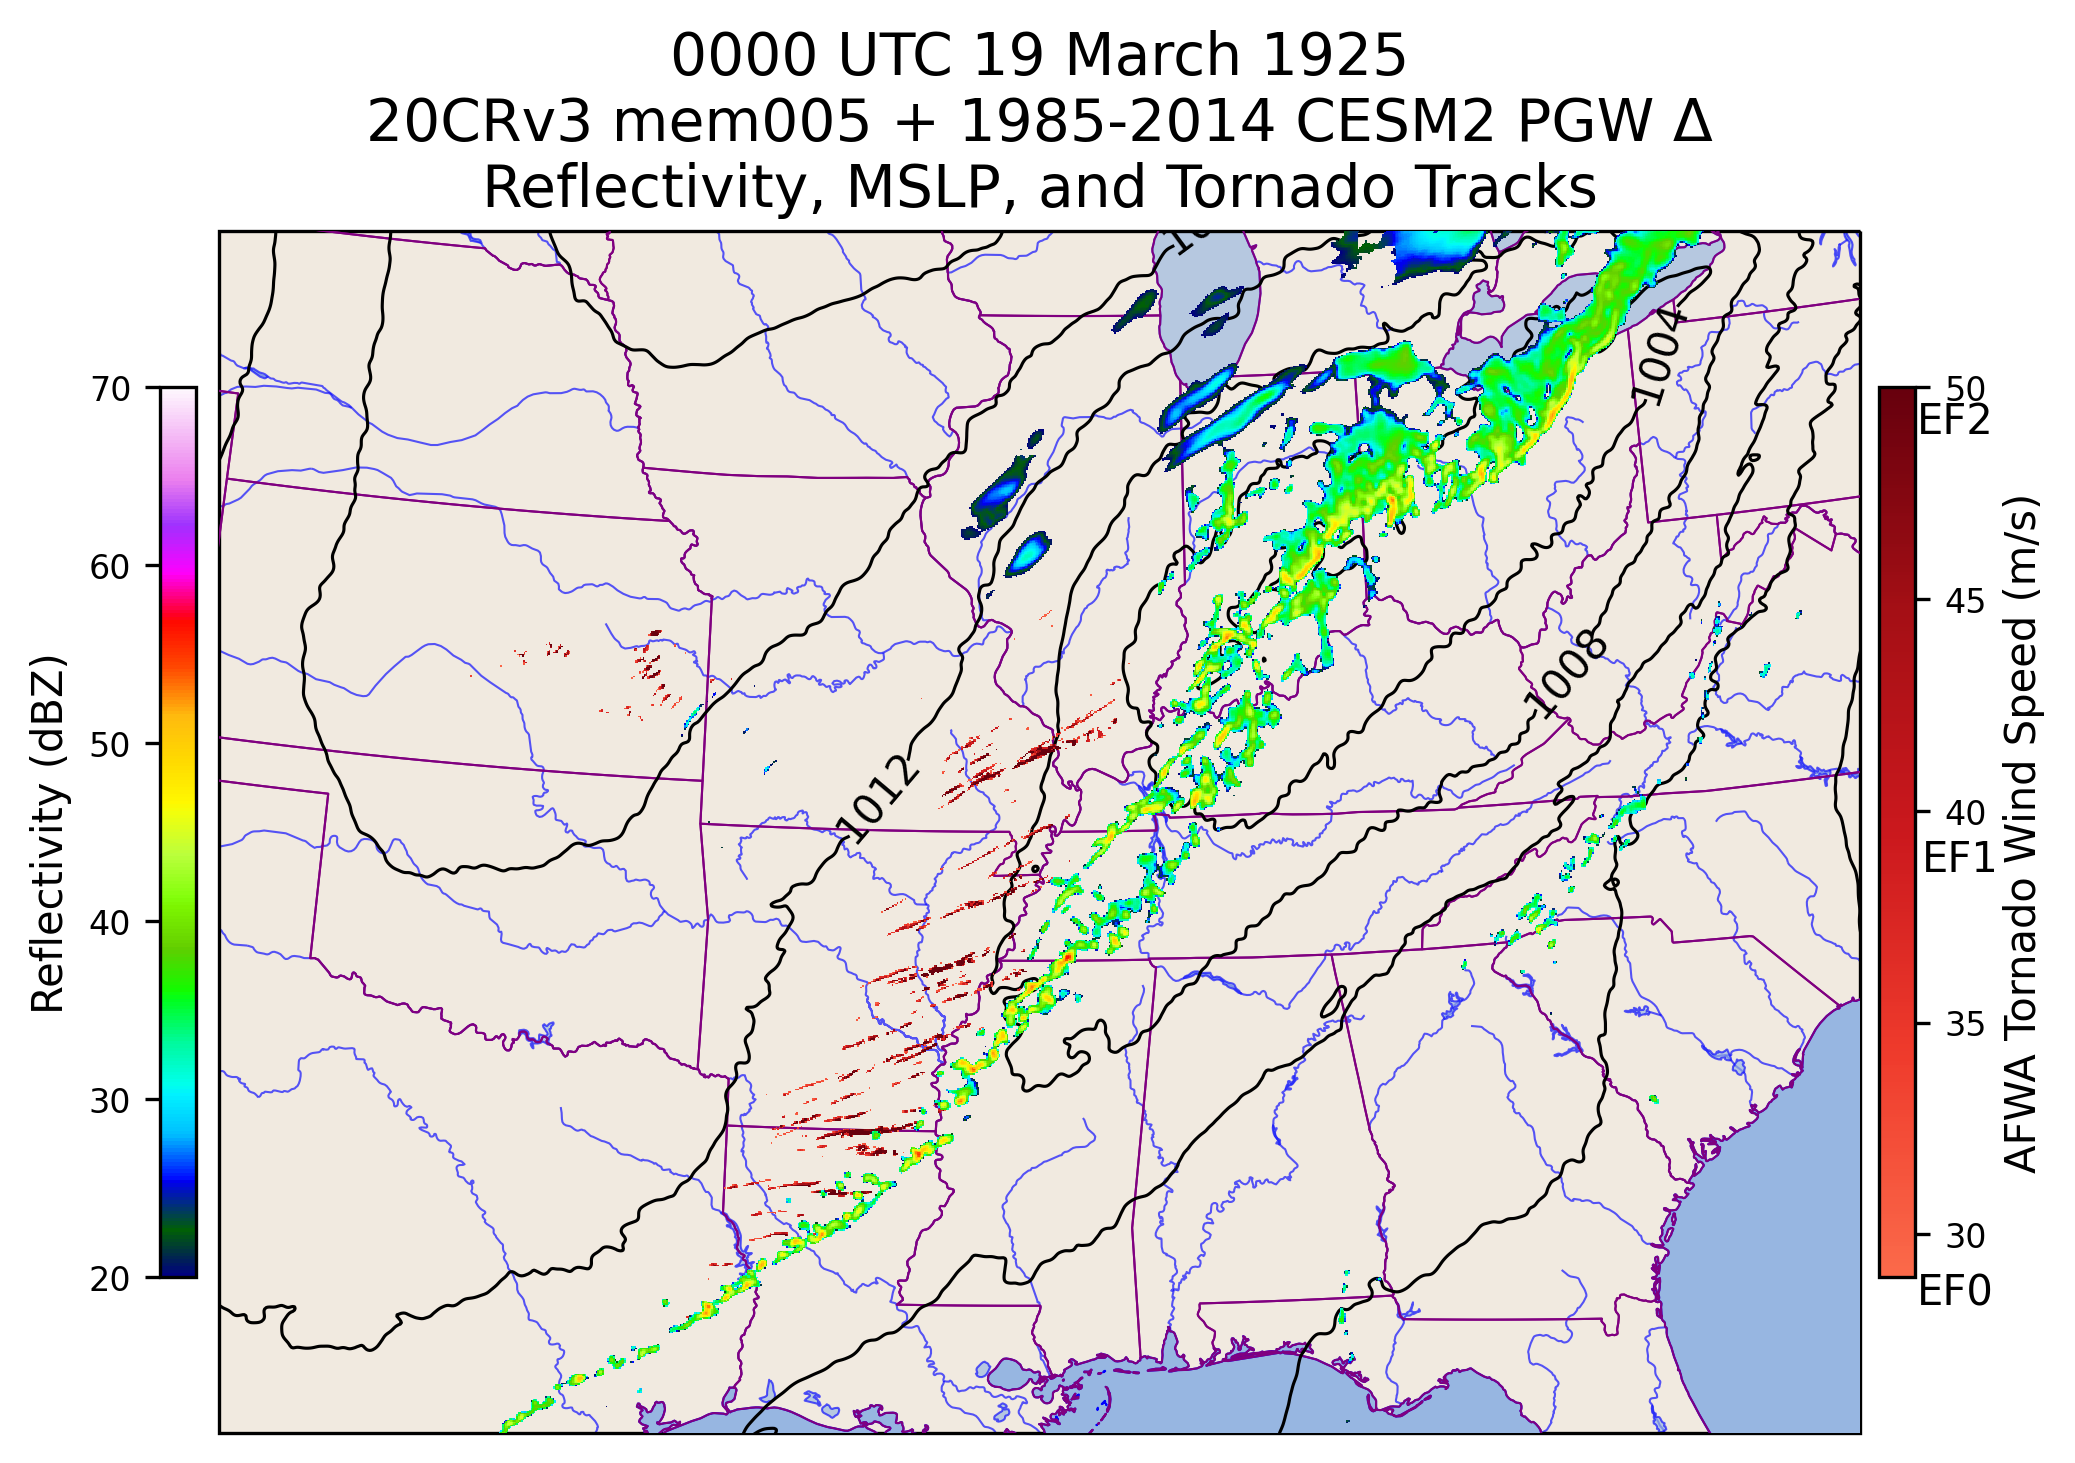 0000 UTC 19 March 1925
20CRv3 mem005 + 1985-2014 CESM2 PGW Δ
Reflectivity, MSLP, and Tornado Tracks
1004
1008
1012
70
60
50
40
30
20
Reflectivity (dBZ)
50
EF2
45
40
EF1
35
30
EF0
AFWA Tornado Wind Speed (m/s)